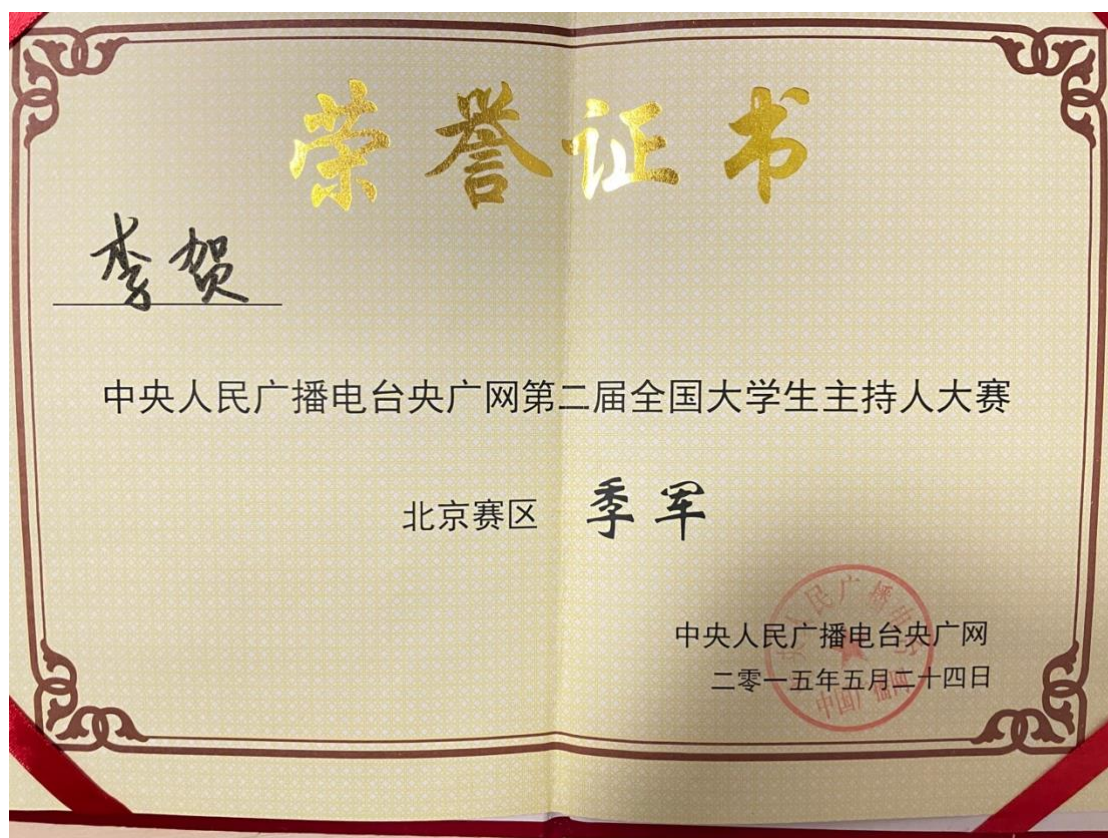 荣誉证书
李贺
中央人民广播电台央广网第二届全国大学生主持人大赛
北京赛区 季军
中央人民广播电台央广网
二零一五年五月二十四日